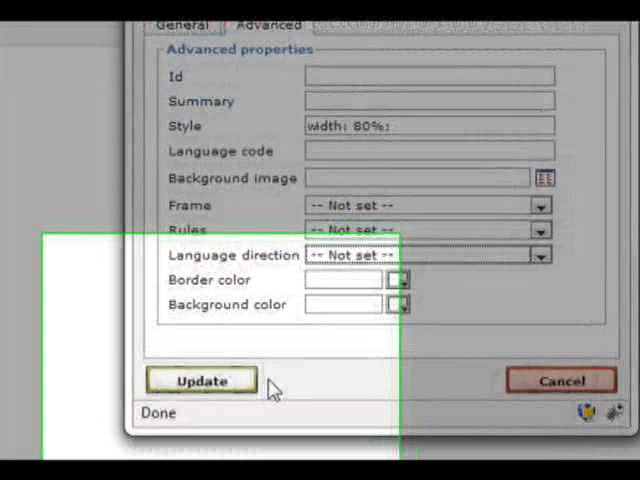 General Advanced
Advanced properties
Id
Summary
Style width: 80%;
Language code
Background image
Frame -- Not set --
Rules -- Not set --
Language direction -- Not set --
Border color
Background color
Update Cancel
Done